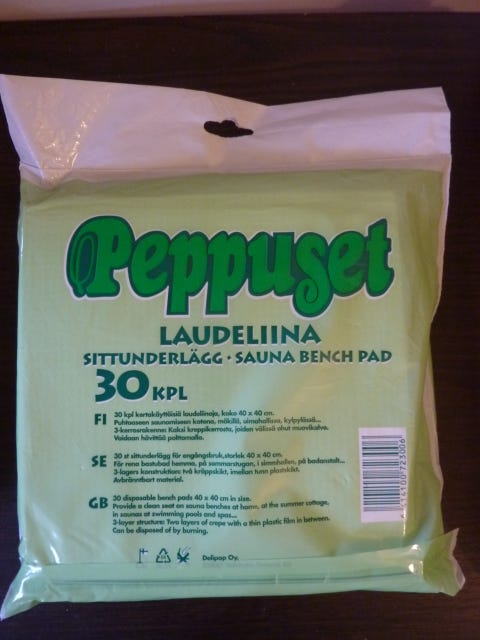 Peppuset
LAUDELIINA
SITTUNDERLÄGG · SAUNA BENCH PAD
30 KPL
FI 30 kpl kertakäyttöisiä laudeliinoja, koko 40 x 40 cm.
Puhtaaseen saunomiseen kotona, mökillä, uimahallissa, kylpylässä...
3-kerrosrakenne: Kaksi kreppikerrosta, joiden välissä ohut muovikalvo.
Voidaan hävittää polttamalla.
SE 30 st sittunderlägg för engångsbruk, storlek 40 x 40 cm.
För rena bastubad hemma, på sommarstugan, i simmhallen, på badanstalt...
3-lagers konstruktion: två kräppskikt, imellan tunn plastskikt.
Avbränntbart material.
GB 30 disposable bench pads 40 x 40 cm in size.
Provide a clean seat on sauna benches at home, at the summer cottage,
in saunas at swimming pools and spas...
3-layer structure: Two layers of crepe with a thin plastic film in between.
Can be disposed of by burning.
Delipap Oy,